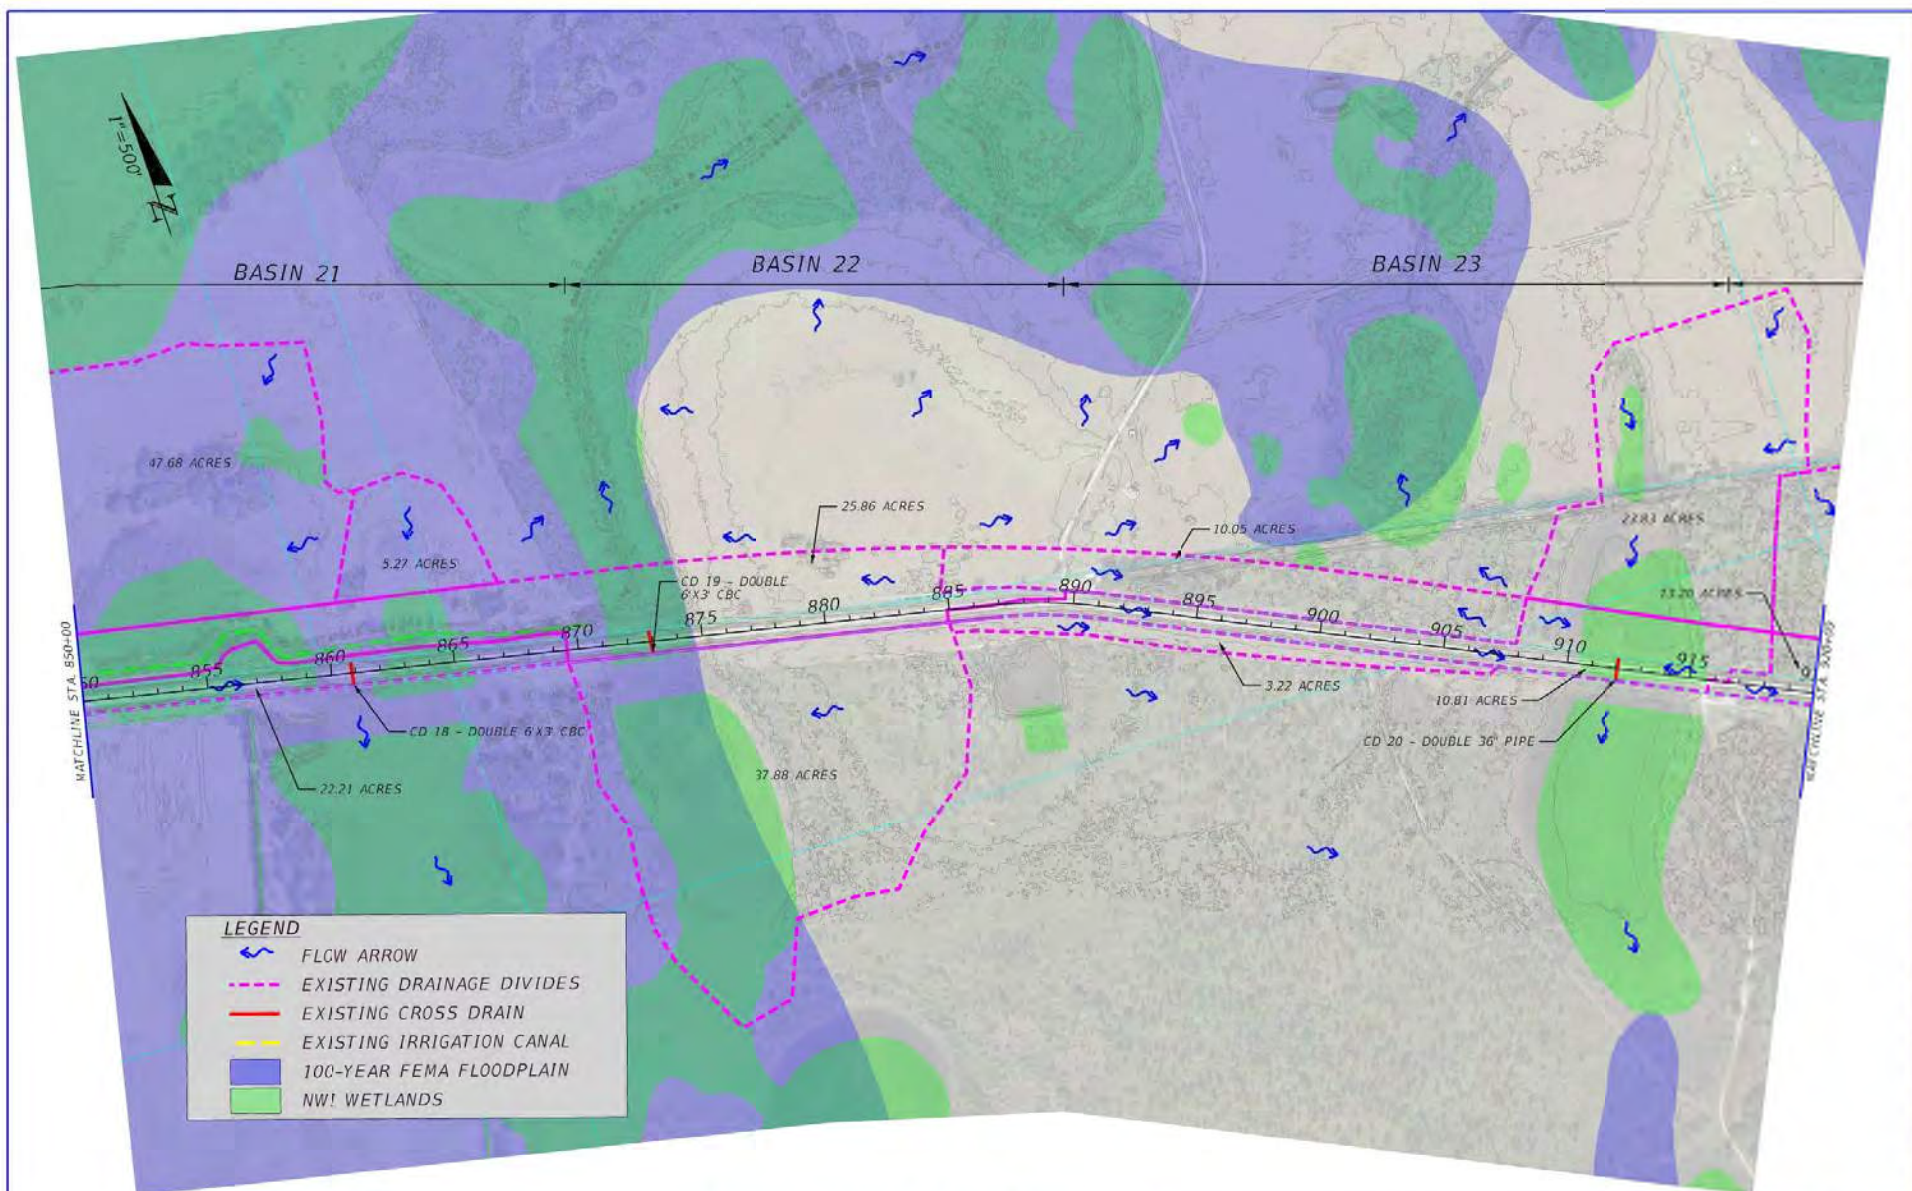 1"=500'
N
BASIN 21
BASIN 22
BASIN 23
47.68 ACRES
5.27 ACRES
25.86 ACRES
10.05 ACRES
23.83 ACRES
13.20 ACRES
CD 19 - DOUBLE
6'X3' CBC
855
860
865
870
875
880
885
890
895
900
905
910
915
MATCHLINE STA. 850+00
3.22 ACRES
10.81 ACRES
CD 18 - DOUBLE 6'X3' CBC
CD 20 - DOUBLE 36" PIPE
22.21 ACRES
37.88 ACRES
LEGEND
FLOW ARROW
EXISTING DRAINAGE DIVIDES
EXISTING CROSS DRAIN
EXISTING IRRIGATION CANAL
100-YEAR FEMA FLOODPLAIN
NWI WETLANDS